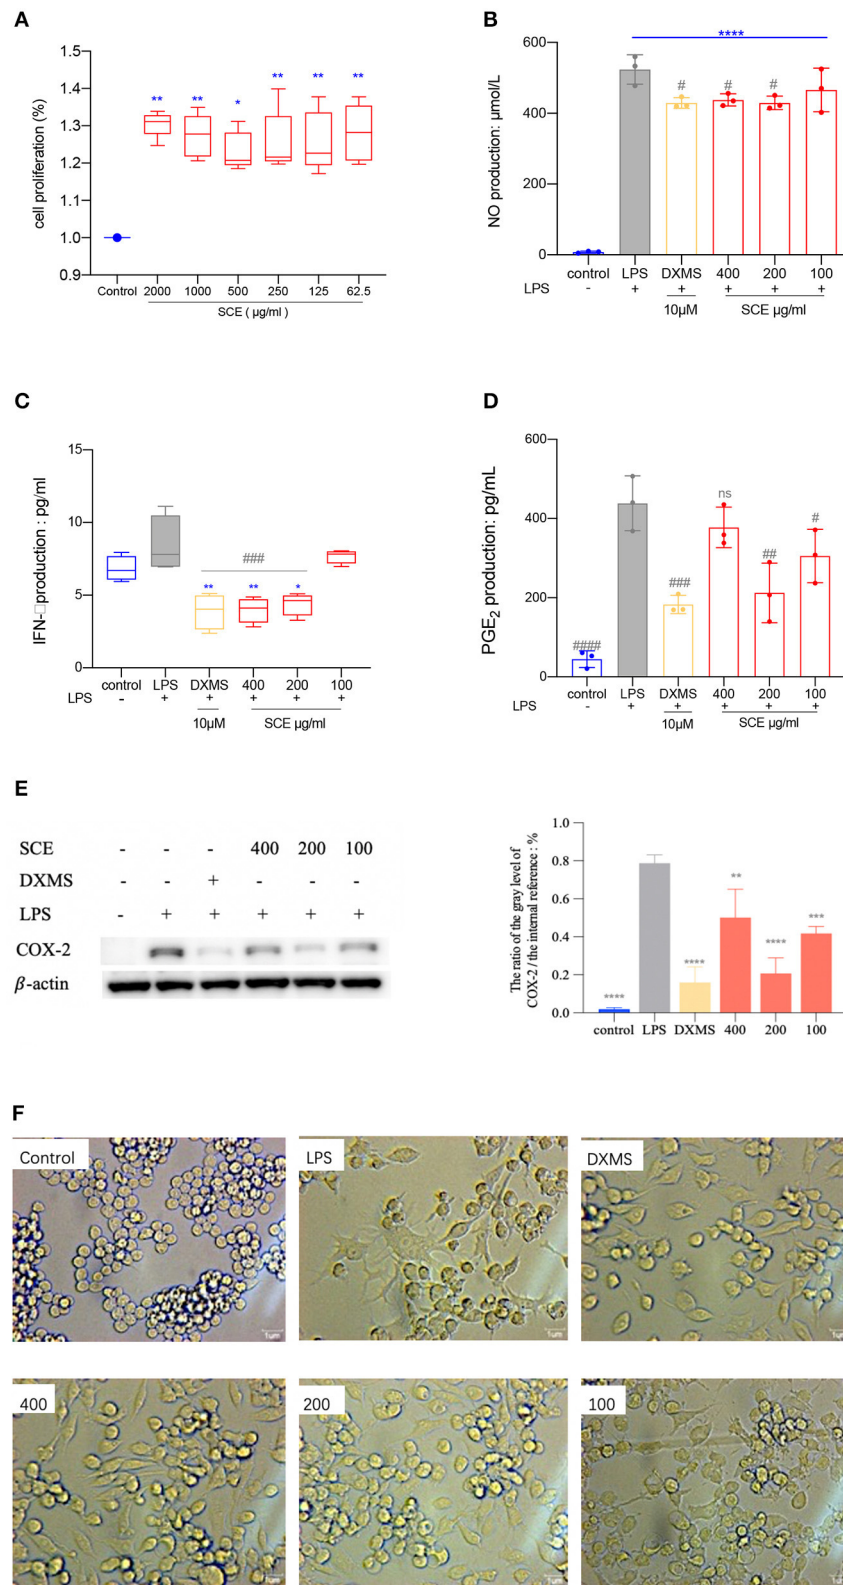 A
cell proliferation (%)
1.5
1.4
1.3
1.2
1.1
1.0
0.9
** ** * ** ** **
Control 2000 1000 500 250 125 62.5
SCE ( μg/ml )
B
NO production: μmol/L
600
400
200
0
****
# # #
control LPS DXMS 400 200 100
LPS - + + + + +
10μM SCE μg/ml
C
IFN-□production : pg/ml
15
10
5
0
###
** ** *
control LPS DXMS 400 200 100
LPS - + + + + +
10μM SCE μg/ml
D
PGE2 production: pg/mL
600
400
200
0
#### ### ns ## #
control LPS DXMS 400 200 100
LPS - + + + + +
10μM SCE μg/ml
E
SCE - - - 400 200 100
DXMS - - + - - -
LPS - + + + + +
COX-2
β-actin
The ratio of the gray level of
COX-2 / the internal reference : %
1.0
0.8
0.6
0.4
0.2
0.0
**** **** ** **** ***
control LPS DXMS 400 200 100
F
Control LPS DXMS
1um 1um 1um
400 200 100
1um 1um 1um